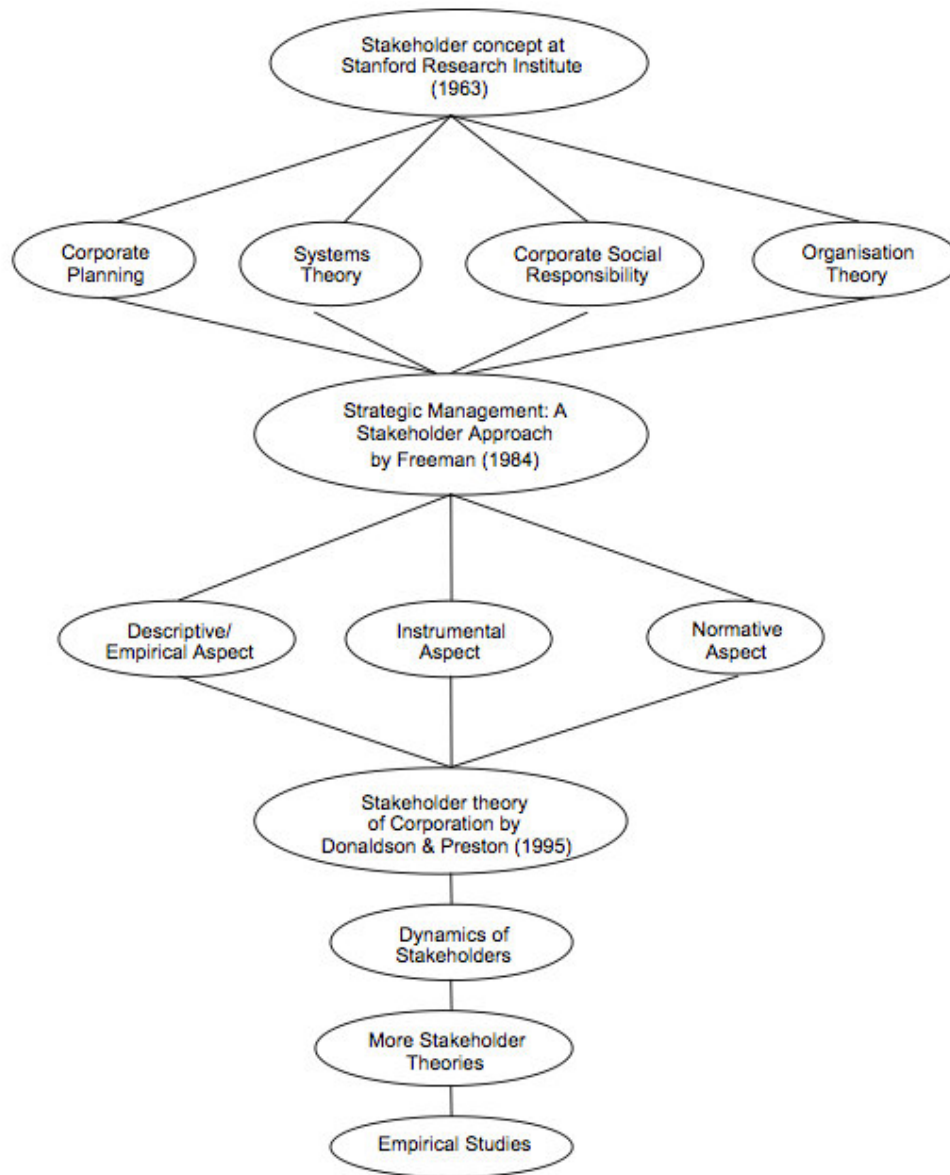 Stakeholder concept at
Stanford Research Institute
(1963)
Corporate
Planning
Systems
Theory
Corporate Social
Responsibility
Organisation
Theory
Strategic Management: A
Stakeholder Approach
by Freeman (1984)
Descriptive/
Empirical Aspect
Instrumental
Aspect
Normative
Aspect
Stakeholder theory
of Corporation by
Donaldson & Preston (1995)
Dynamics of
Stakeholders
More Stakeholder
Theories
Empirical Studies